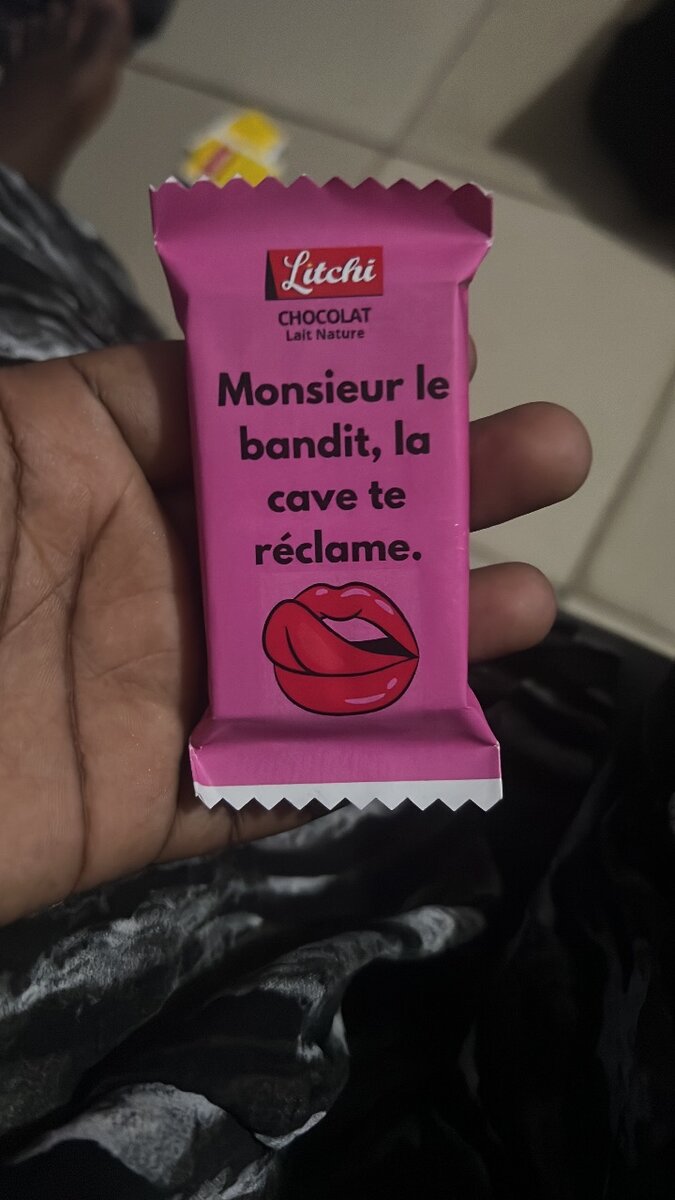 Litchi
CHOCOLAT
Lait Nature
Monsieur le
bandit, la
cave te
réclame.